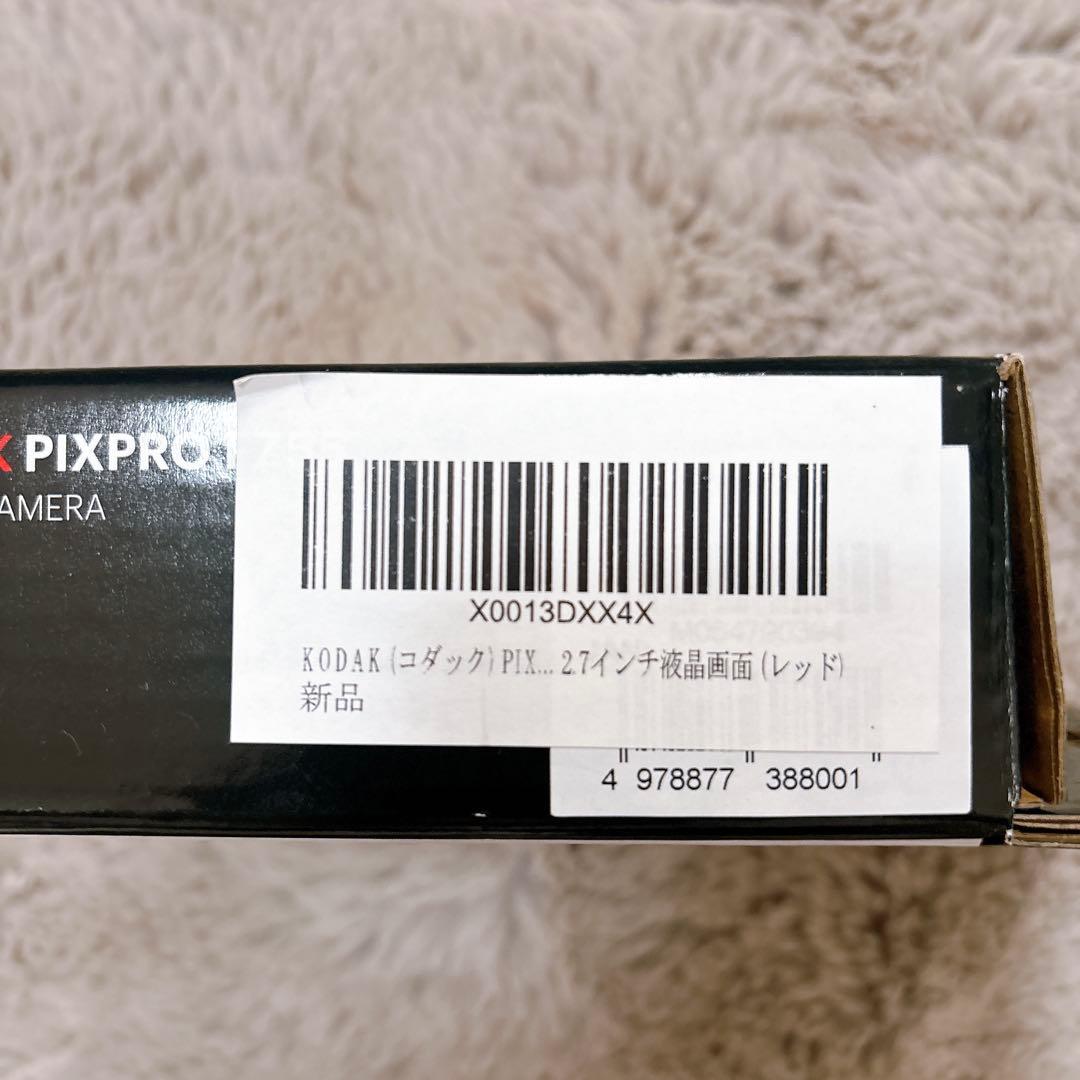 X PIXPRO
AMERA
X0013DXX4X
KODAK (コダック) PIX... 2.7インチ液晶画面 (レッド)
新品
4 978877 388001